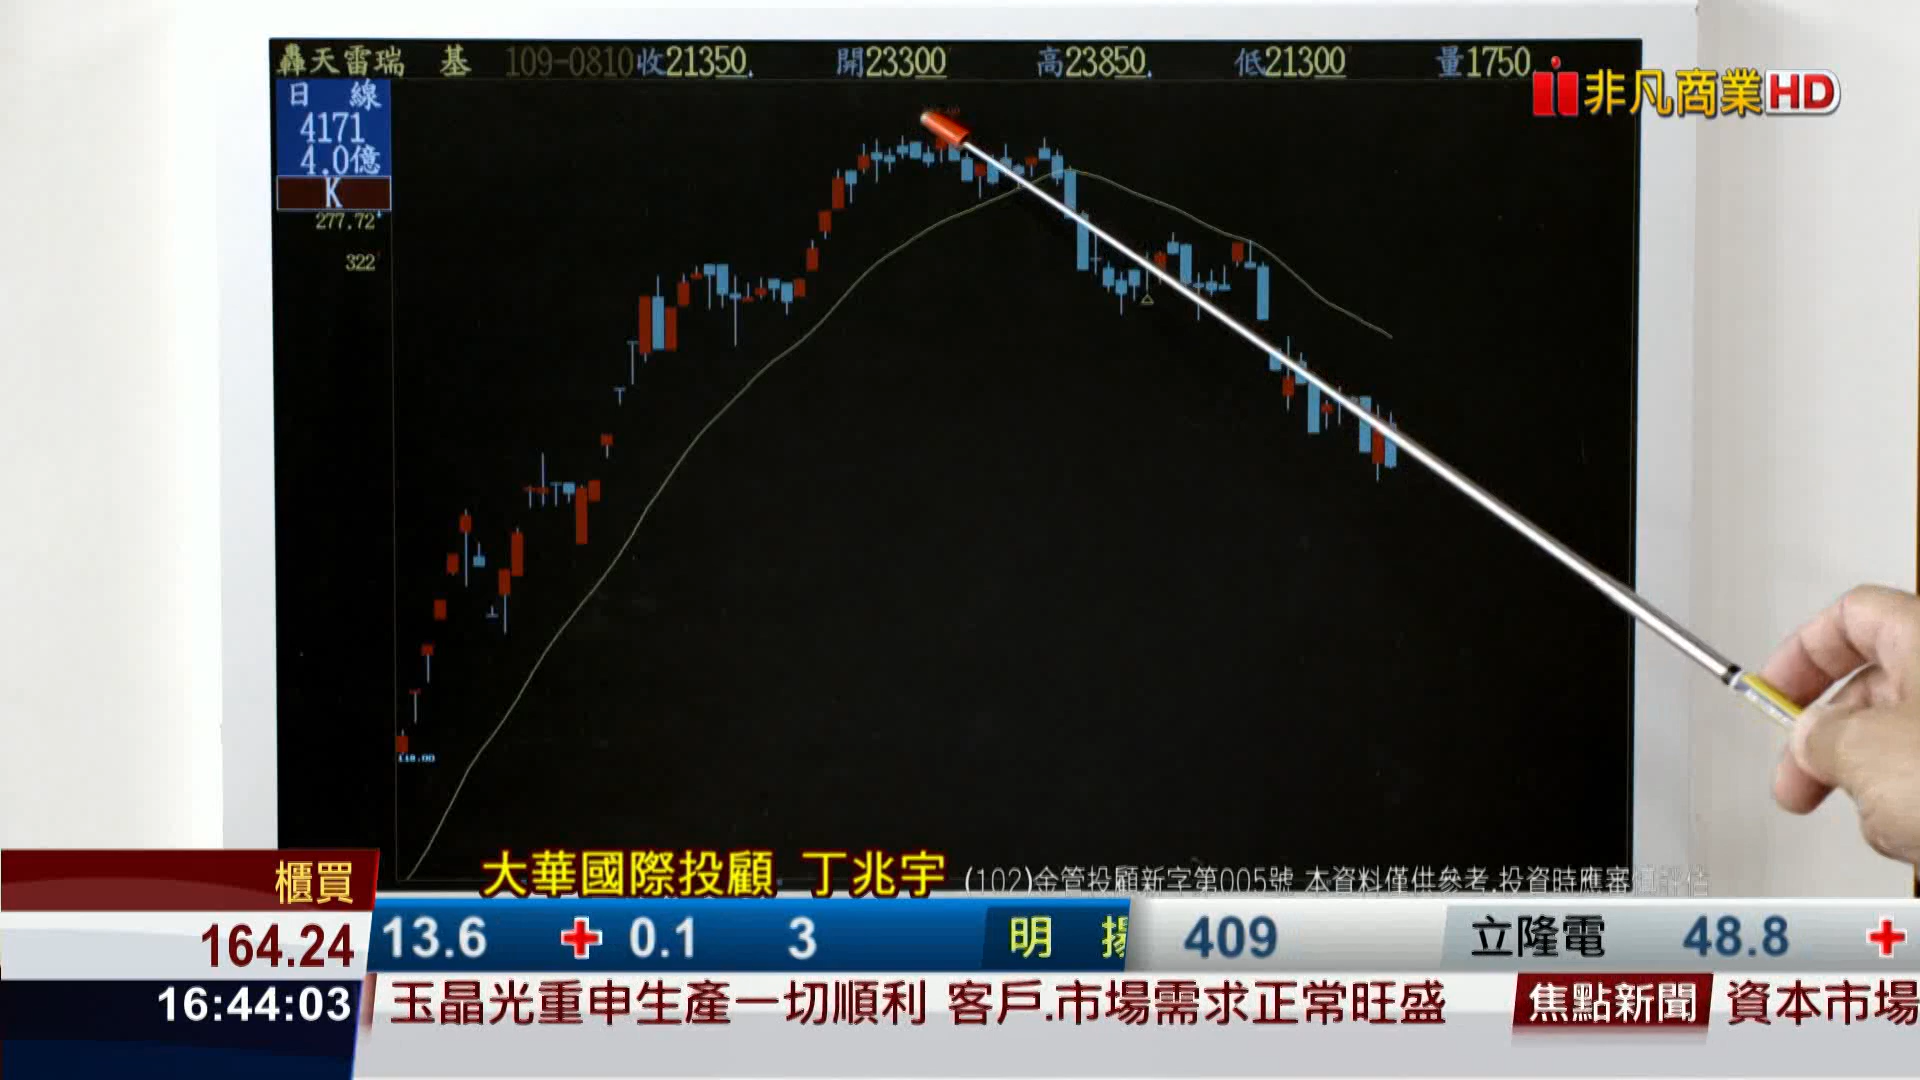 轟天雷瑞 基 109-0810 收21350 開23300 高23850 低21300 量1750
非凡商業HD
日 線
4171
4.0億
K
277.72
322
118.00
大華國際投顧 丁兆宇
(102)金管投顧新字第005號 本資料僅供參考,投資時應審慎評估
櫃買
164.24
13.6 + 0.1 3 明 揚 409 立隆電 48.8 +
16:44:03
玉晶光重申生產一切順利 客戶.市場需求正常旺盛 焦點新聞 資本市場